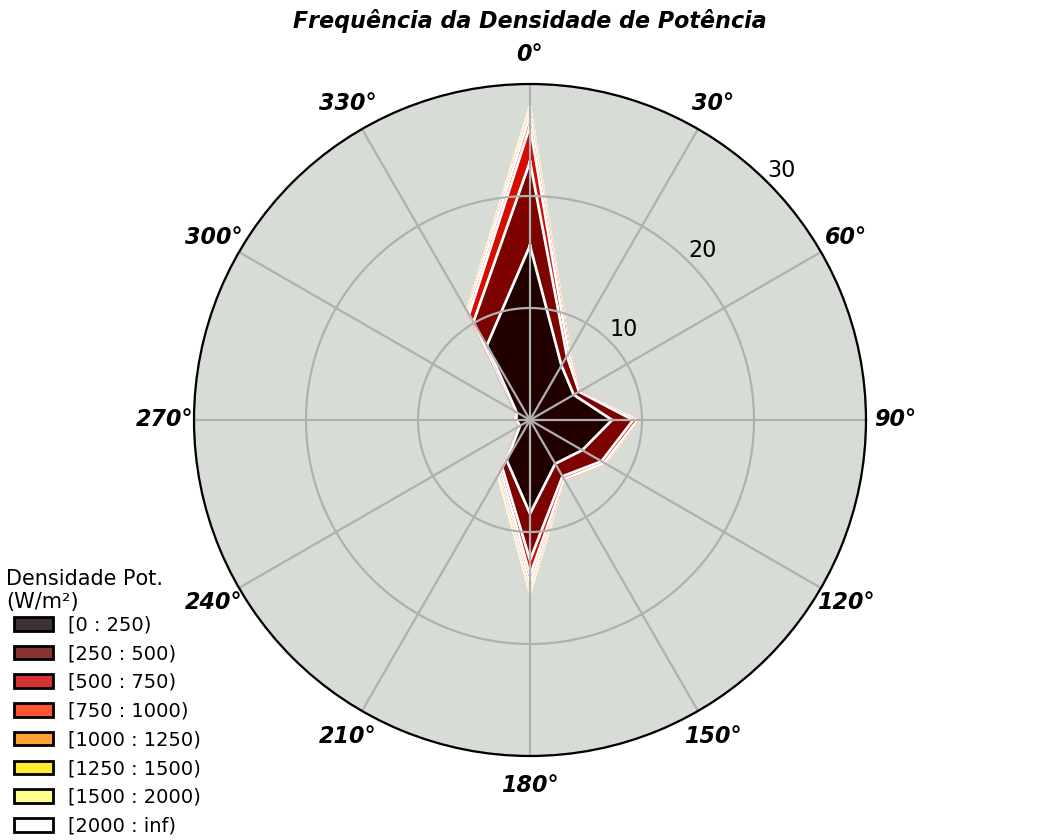 Frequência da Densidade de Potência
0°
330°
30°
30
300°
60°
20
10
270°
90°
240°
120°
210°
150°
180°
Densidade Pot.
(W/m²)
[0 : 250)
[250 : 500)
[500 : 750)
[750 : 1000)
[1000 : 1250)
[1250 : 1500)
[1500 : 2000)
[2000 : inf)